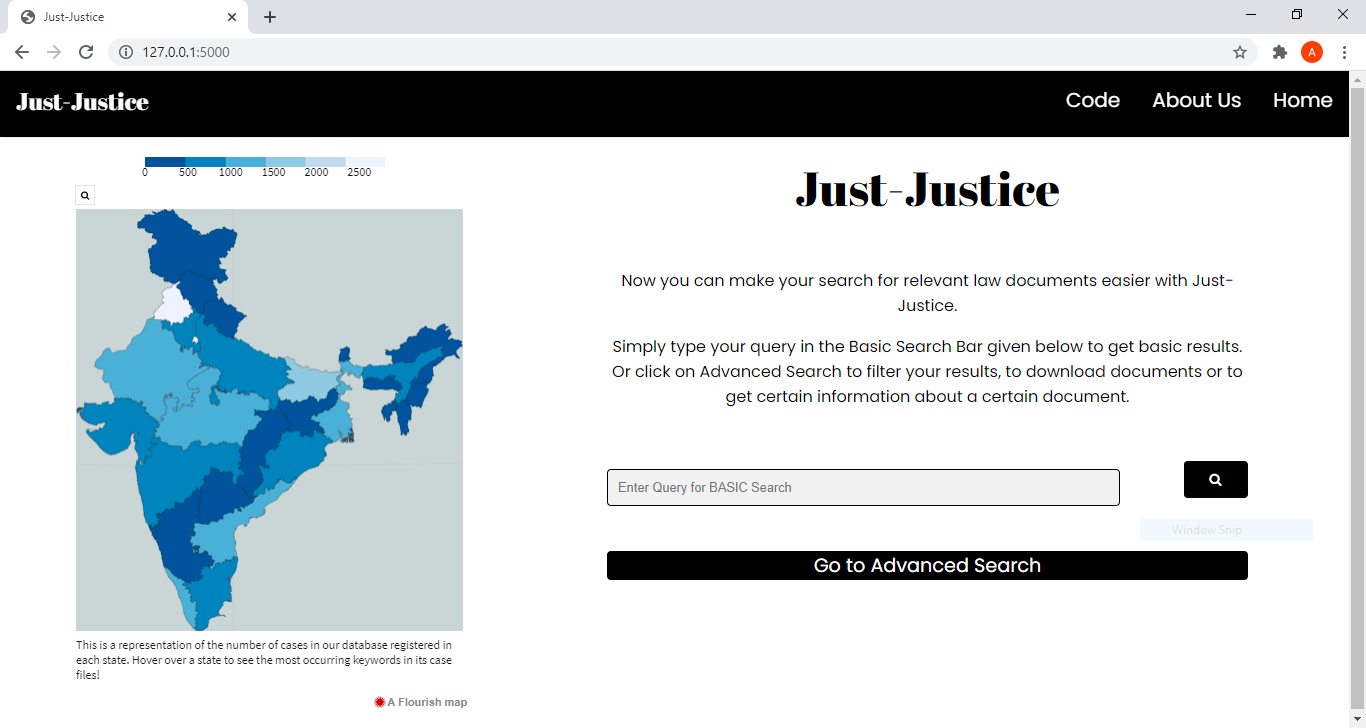 Just-Justice
127.0.0.1:5000
A
Just-Justice
Code About Us Home
0 500 1000 1500 2000 2500
Just-Justice
Now you can make your search for relevant law documents easier with Just-
Justice.
Simply type your query in the Basic Search Bar given below to get basic results.
Or click on Advanced Search to filter your results, to download documents or to
get certain information about a certain document.
Enter Query for BASIC Search
Window Snip
Go to Advanced Search
This is a representation of the number of cases in our database registered in
each state. Hover over a state to see the most occurring keywords in its case
files!
A Flourish map